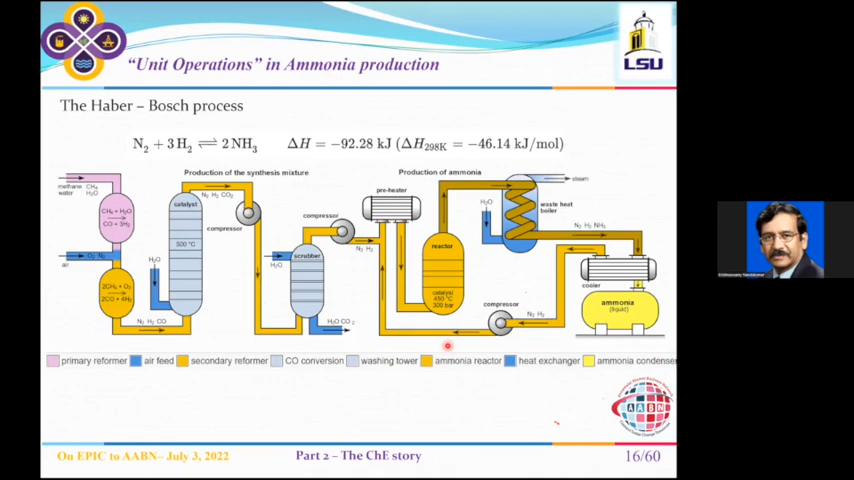 "Unit Operations" in Ammonia production
LSU
The Haber – Bosch process
N₂ + 3 H₂ ⇌ 2 NH₃ ΔH = −92.28 kJ (ΔH₂₉₈K = −46.14 kJ/mol)
Production of the synthesis mixture
Production of ammonia
methane CH₄
water H₂O
CH₄ + H₂O
CO + 3H₂
air O₂ N₂
2CH₄ + O₂
2CO + 4H₂
N₂ H₂ CO
H₂O
catalyst
500 °C
N₂ H₂ CO₂
compressor
H₂O
scrubber
H₂O CO₂
compressor
N₂ H₂
pre-heater
reactor
catalyst
450 °C
300 bar
H₂O
steam
waste heat
boiler
N₂ H₂ NH₃
cooler
ammonia
(liquid)
N₂ H₂
compressor
primary reformer air feed secondary reformer CO conversion washing tower ammonia reactor heat exchanger ammonia condenser
AABN
On EPIC to AABN– July 3, 2022
Part 2 – The ChE story
16/60